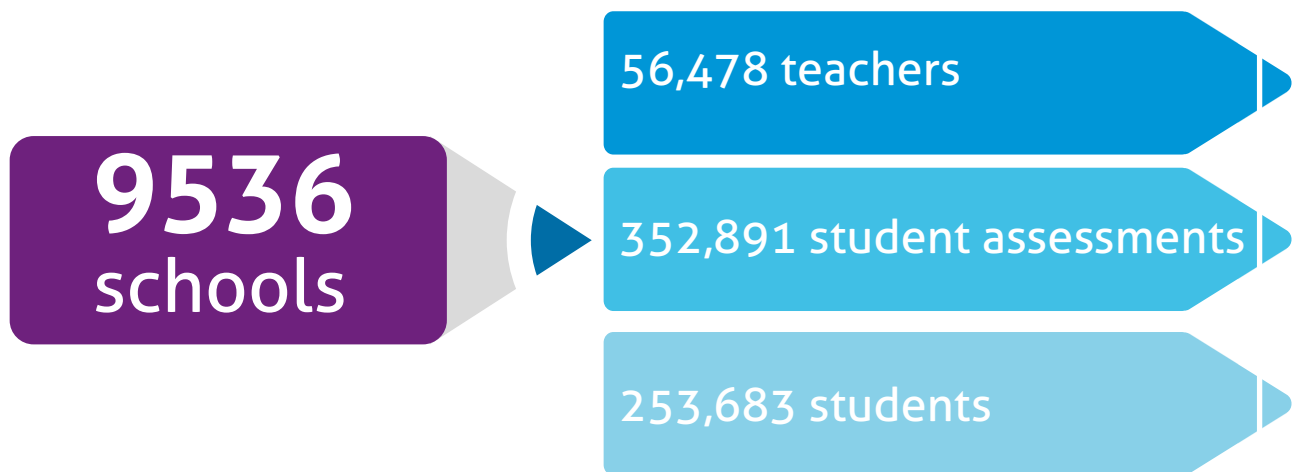 9536
schools
56,478 teachers
352,891 student assessments
253,683 students